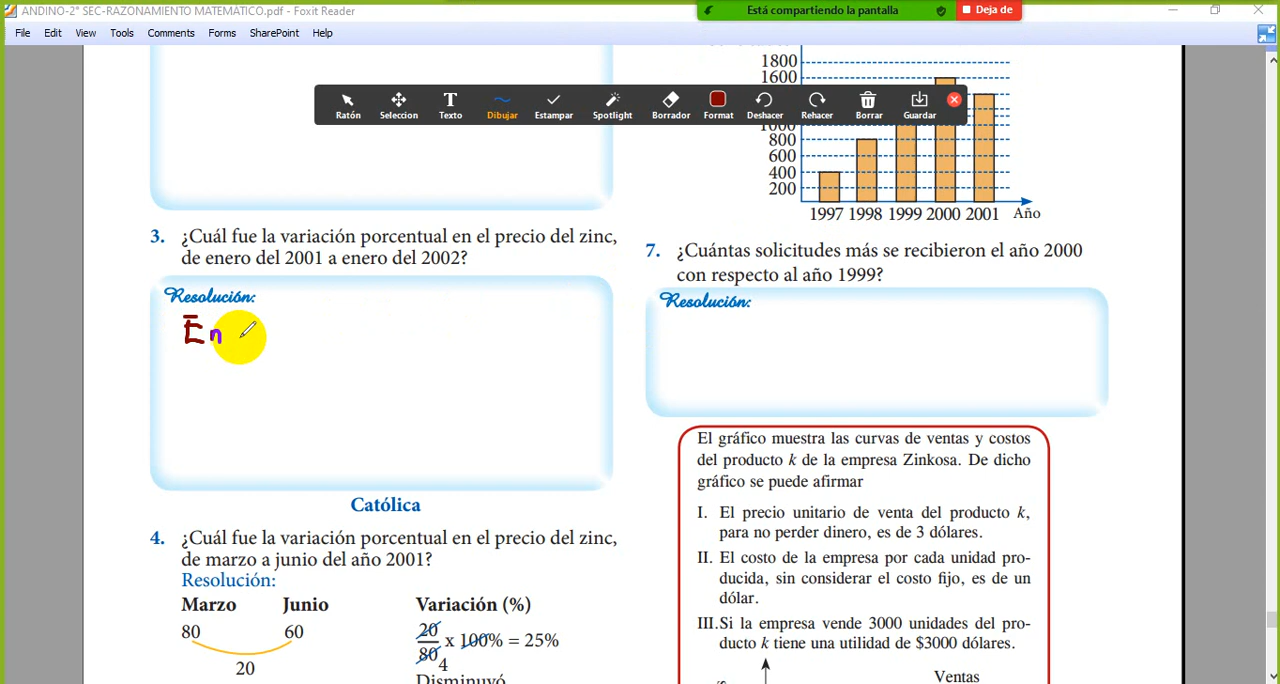 ANDINO-2° SEC-RAZONAMIENTO MATEMATICO.pdf - Foxit Reader
Está compartiendo la pantalla
Deja de
File Edit View Tools Comments Forms SharePoint Help
Ratón Seleccion Texto Dibujar Estampar Spotlight Borrador Format Deshacer Rehacer Borrar Guardar
3. ¿Cuál fue la variación porcentual en el precio del zinc,
de enero del 2001 a enero del 2002?
Resolución:
En
Católica
4. ¿Cuál fue la variación porcentual en el precio del zinc,
de marzo a junio del año 2001?
Resolución:
Marzo Junio Variación (%)
80 60
20
20
80 x 100% = 25%
4
Disminuyó
1800
1600
1000
800
600
400
200
1997 1998 1999 2000 2001 Año
7. ¿Cuántas solicitudes más se recibieron el año 2000
con respecto al año 1999?
Resolución:
El gráfico muestra las curvas de ventas y costos
del producto k de la empresa Zinkosa. De dicho
gráfico se puede afirmar
I. El precio unitario de venta del producto k,
para no perder dinero, es de 3 dólares.
II. El costo de la empresa por cada unidad pro-
ducida, sin considerar el costo fijo, es de un
dólar.
III. Si la empresa vende 3000 unidades del pro-
ducto k tiene una utilidad de $3000 dólares.
Ventas